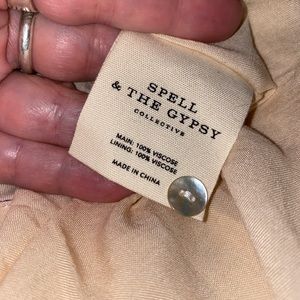 SPELL
& THE GYPSY
COLLECTIVE
MAIN: 100% VISCOSE
LINING: 100% VISCOSE
MADE IN CHINA